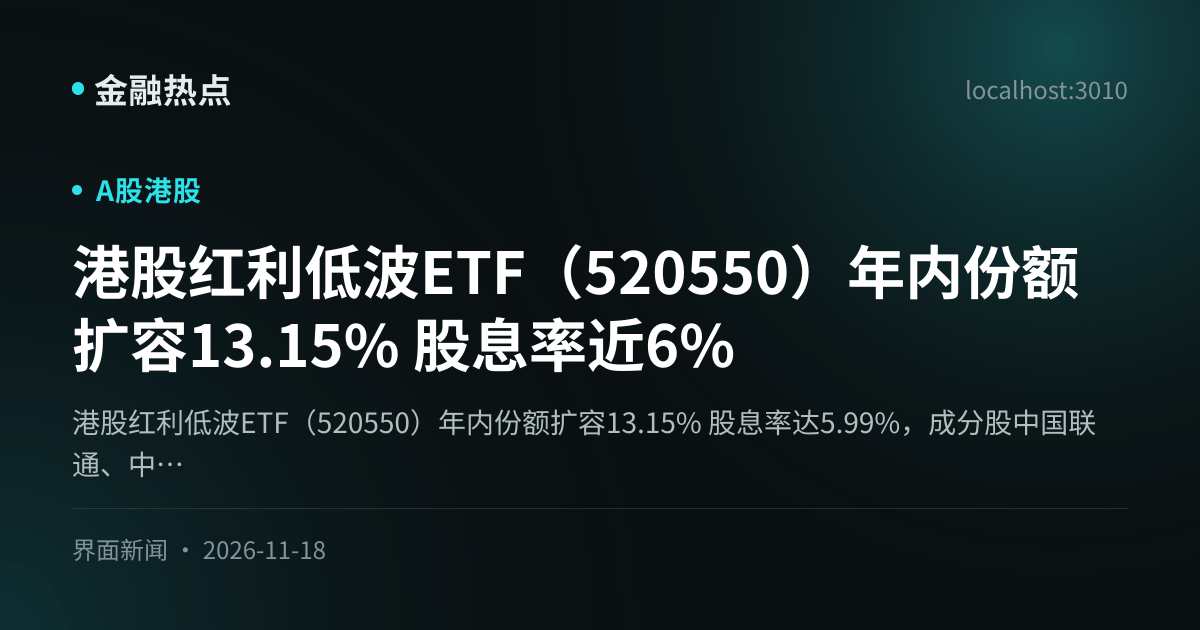 金融热点
localhost:3010
A股港股
港股红利低波ETF（520550）年内份额
扩容13.15% 股息率近6%
港股红利低波ETF（520550）年内份额扩容13.15% 股息率达5.99%，成分股中国联
通、中…
界面新闻 · 2026-11-18